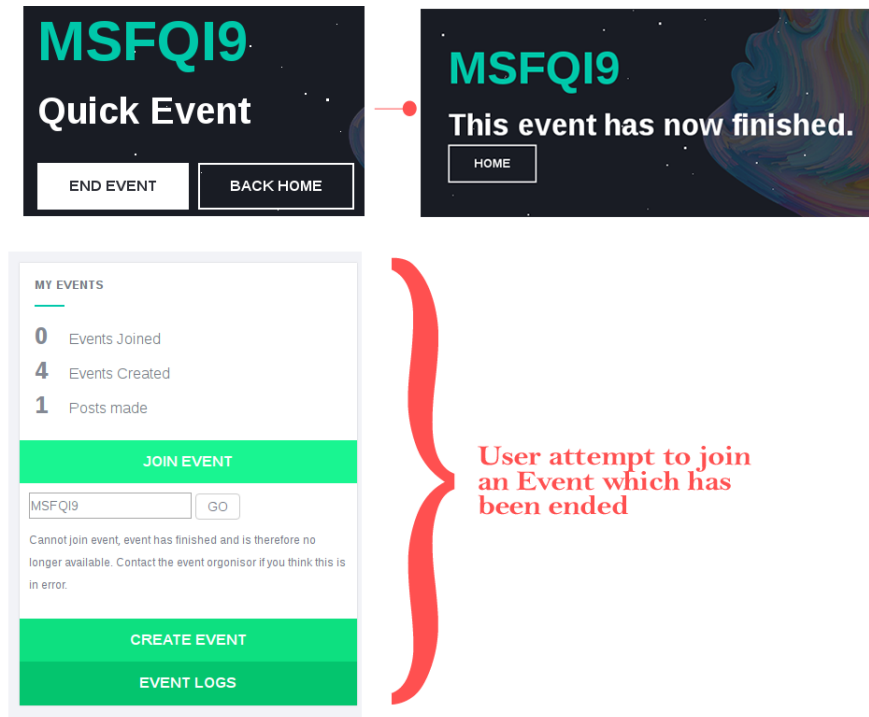 MSFQI9
Quick Event
END EVENT
BACK HOME
MSFQI9
This event has now finished.
HOME
MY EVENTS
0 Events Joined
4 Events Created
1 Posts made
JOIN EVENT
MSFQI9 GO
Cannot join event, event has finished and is therefore no
longer available. Contact the event orgonisor if you think this is
in error.
CREATE EVENT
EVENT LOGS
User attempt to join
an Event which has
been ended